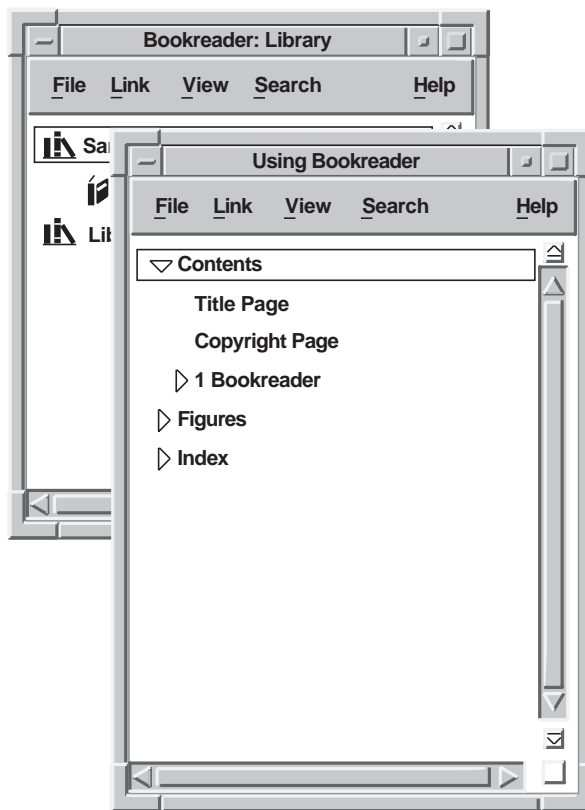 Bookreader: Library
File Link View Search Help
Using Bookreader
File Link View Search Help
Contents
Title Page
Copyright Page
1 Bookreader
Figures
Index